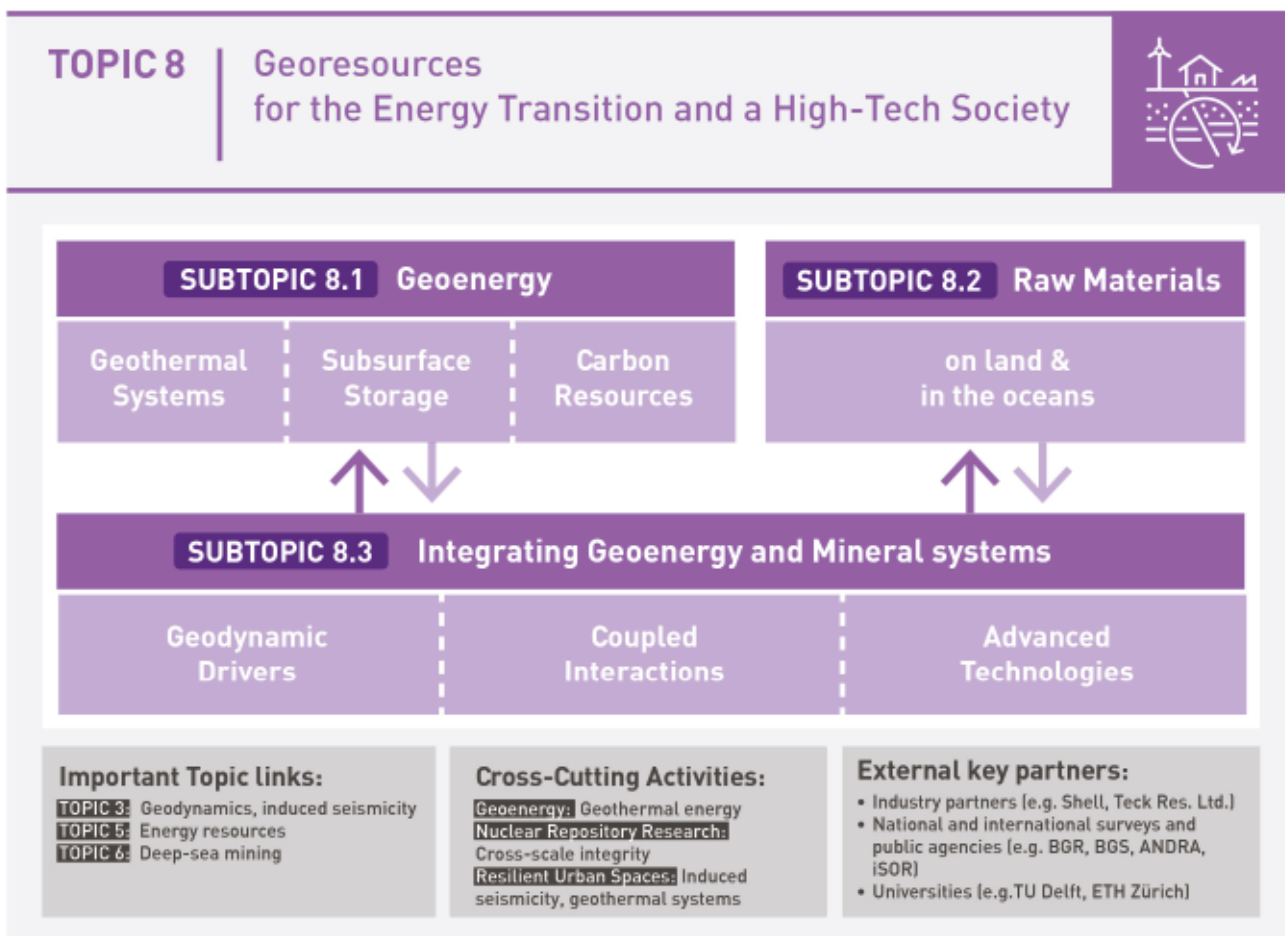 TOPIC 8
Georesources
for the Energy Transition and a High-Tech Society
SUBTOPIC 8.1 Geoenergy
Geothermal
Systems
Subsurface
Storage
Carbon
Resources
SUBTOPIC 8.2 Raw Materials
on land &
in the oceans
SUBTOPIC 8.3 Integrating Geoenergy and Mineral systems
Geodynamic
Drivers
Coupled
Interactions
Advanced
Technologies
Important Topic links:
TOPIC 3: Geodynamics, induced seismicity
TOPIC 5: Energy resources
TOPIC 6: Deep-sea mining
Cross-Cutting Activities:
Geoenergy: Geothermal energy
Nuclear Repository Research:
Cross-scale integrity
Resilient Urban Spaces: Induced
seismicity, geothermal systems
External key partners:
• Industry partners (e.g. Shell, Teck Res. Ltd.)
• National and international surveys and
public agencies (e.g. BGR, BGS, ANDRA,
iSOR)
• Universities (e.g.TU Delft, ETH Zürich)